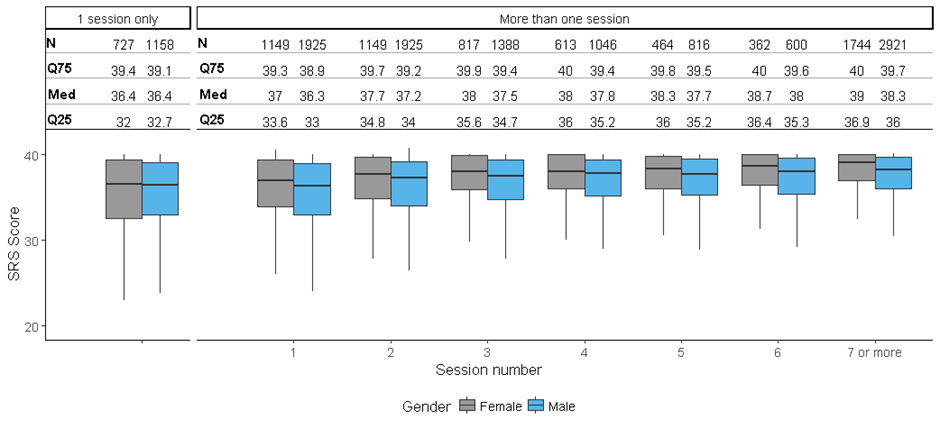 1 session only More than one session
N 727 1158 N 1149 1925 1149 1925 817 1388 613 1046 464 816 362 600 1744 2921
Q75 39.4 39.1 Q75 39.3 38.9 39.7 39.2 39.9 39.4 40 39.4 39.8 39.5 40 39.6 40 39.7
Med 36.4 36.4 Med 37 36.3 37.7 37.2 38 37.5 38 37.8 38.3 37.7 38.7 38 39 38.3
Q25 32 32.7 Q25 33.6 33 34.8 34 35.6 34.7 36 35.2 36 35.2 36.4 35.3 36.9 36
40
30
20
SRS Score
1 2 3 4 5 6 7 or more
Session number
Gender Female Male